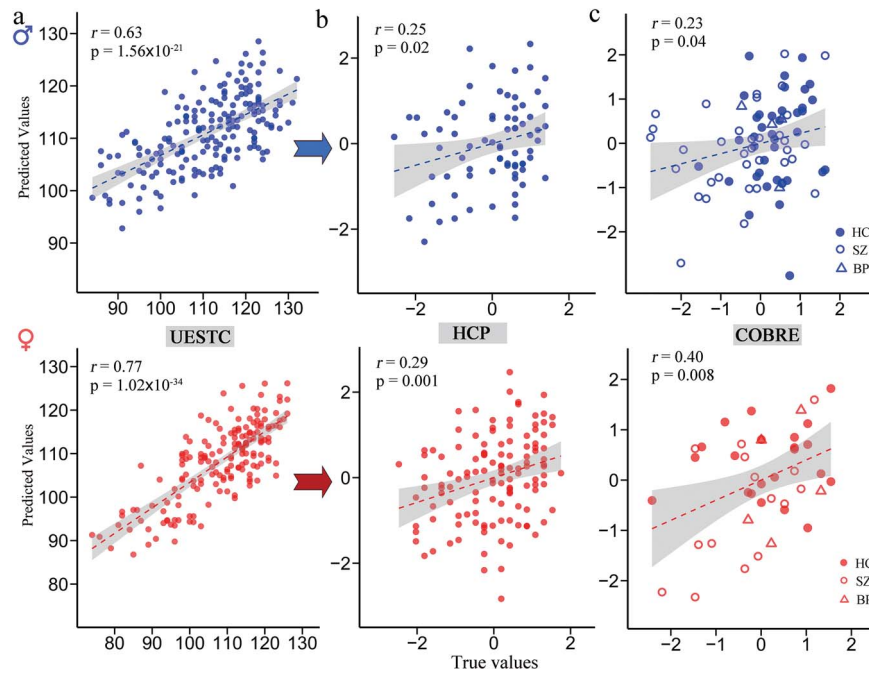 a
b
c
♂
r = 0.63
p = 1.56x10-21
r = 0.25
p = 0.02
r = 0.23
p = 0.04
Predicted Values
130
120
110
100
90
2
0
−2
2
1
0
−1
−2
HC
SZ
BP
90 100 110 120 130
−2 0 2
−2 −1 0 1 2
♀
UESTC
HCP
COBRE
r = 0.77
p = 1.02x10-34
r = 0.29
p = 0.001
r = 0.40
p = 0.008
Predicted Values
130
120
110
100
90
80
2
0
−2
2
1
0
−1
−2
HC
SZ
BP
80 90 100 110 120 130
−2 0 2
−2 −1 0 1 2
True values